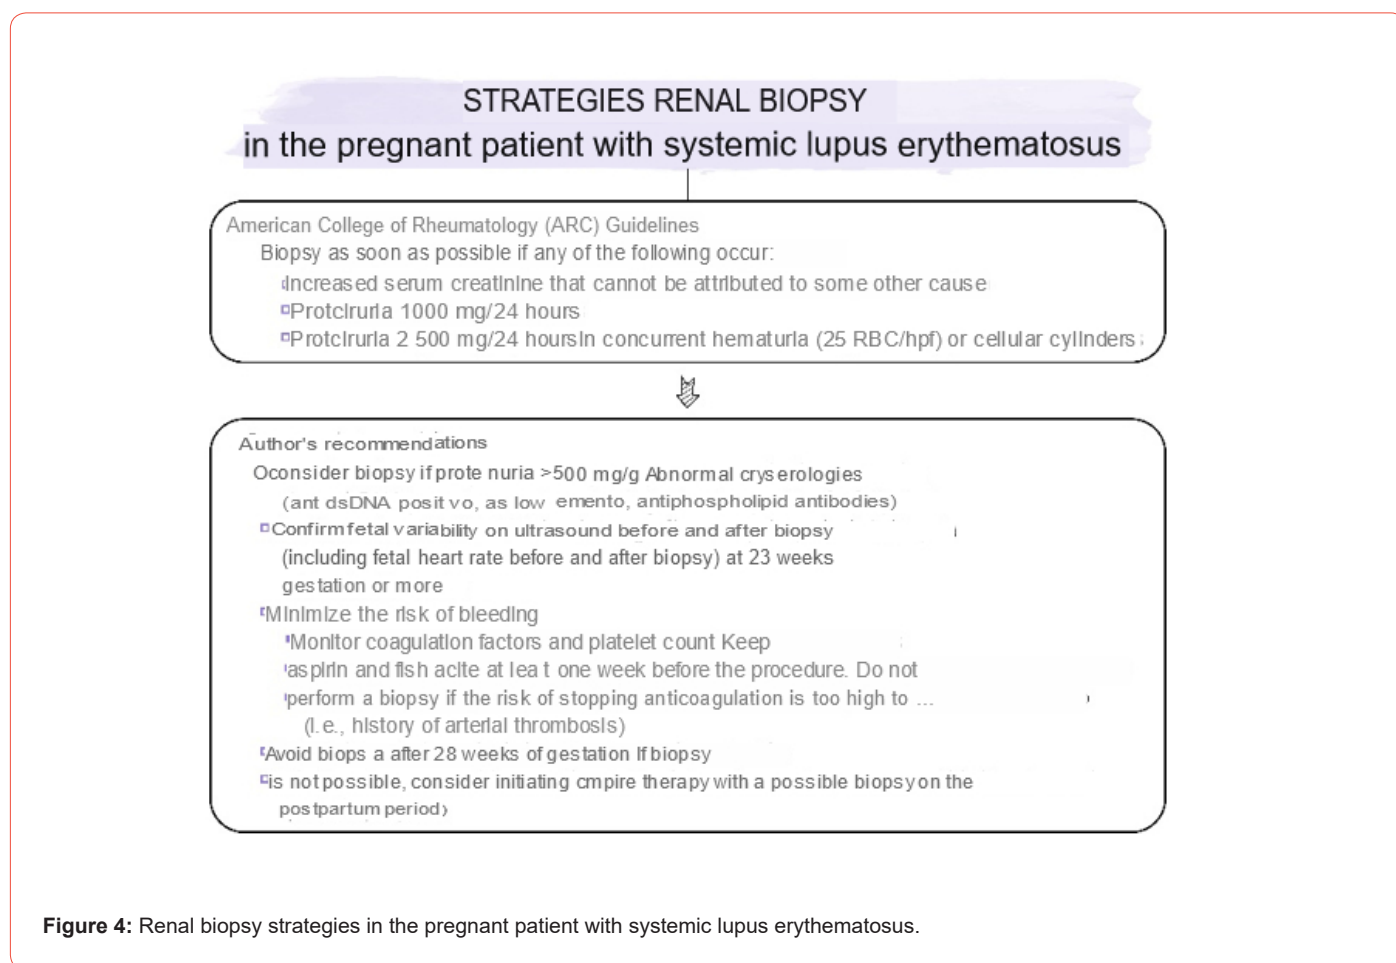 STRATEGIES RENAL BIOPSY
in the pregnant patient with systemic lupus erythematosus
American College of Rheumatology (ARC) Guidelines
Biopsy as soon as possible if any of the following occur:
Increased serum creatinine that cannot be attributed to some other cause
Protcirurla 1000 mg/24 hours
Protcirurla 2 500 mg/24 hoursln concurrent hematurla (25 RBC/hpf) or cellular cylinders
Author's recommendations
Oconsider biopsy if prote nuria >500 mg/g Abnormal cryserologies
(ant dsDNA posit vo, as low emento, antiphospholipid antibodies)
Confirm fetal variability on ultrasound before and after biopsy
(including fetal heart rate before and after biopsy) at 23 weeks
gestation or more
Minimize the risk of bleeding
Monitor coagulation factors and platelet count Keep
aspirin and fish acite at lea t one week before the procedure. Do not
perform a biopsy if the risk of stopping anticoagulation is too high to ...
(i.e., history of arterial thrombosis)
Avoid biops a after 28 weeks of gestation If biopsy
is not possible, consider initiating cmpire therapy with a possible biopsy on the
postpartum period)
Figure 4: Renal biopsy strategies in the pregnant patient with systemic lupus erythematosus.